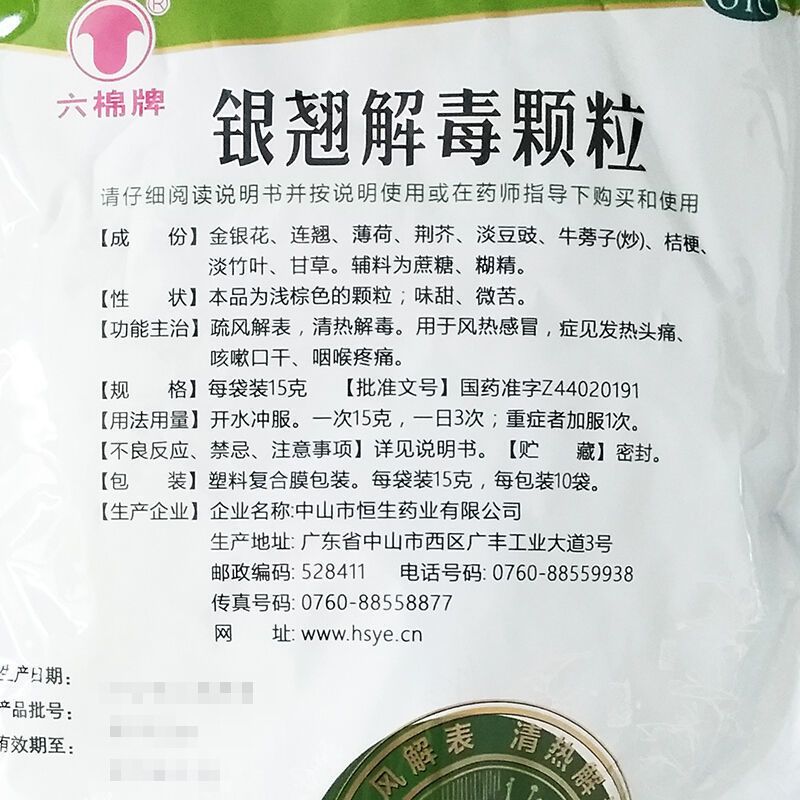 ®
OTC
六棉牌
银翘解毒颗粒
请仔细阅读说明书并按说明使用或在药师指导下购买和使用
【成　　份】金银花、连翘、薄荷、荆芥、淡豆豉、牛蒡子(炒)、桔梗、
淡竹叶、甘草。辅料为蔗糖、糊精。
【性　　状】本品为浅棕色的颗粒；味甜、微苦。
【功能主治】疏风解表，清热解毒。用于风热感冒，症见发热头痛、
咳嗽口干、咽喉疼痛。
【规　　格】每袋装15克　【批准文号】国药准字Z44020191
【用法用量】开水冲服。一次15克，一日3次；重症者加服1次。
【不良反应、禁忌、注意事项】详见说明书。【贮　　藏】密封。
【包　　装】塑料复合膜包装。每袋装15克，每包装10袋。
【生产企业】企业名称:中山市恒生药业有限公司
生产地址: 广东省中山市西区广丰工业大道3号
邮政编码: 528411　电话号码: 0760-88559938
传真号码: 0760-88558877
网　　址: www.hsye.cn
生产日期:
产品批号:
有效期至:
风解表 清热解